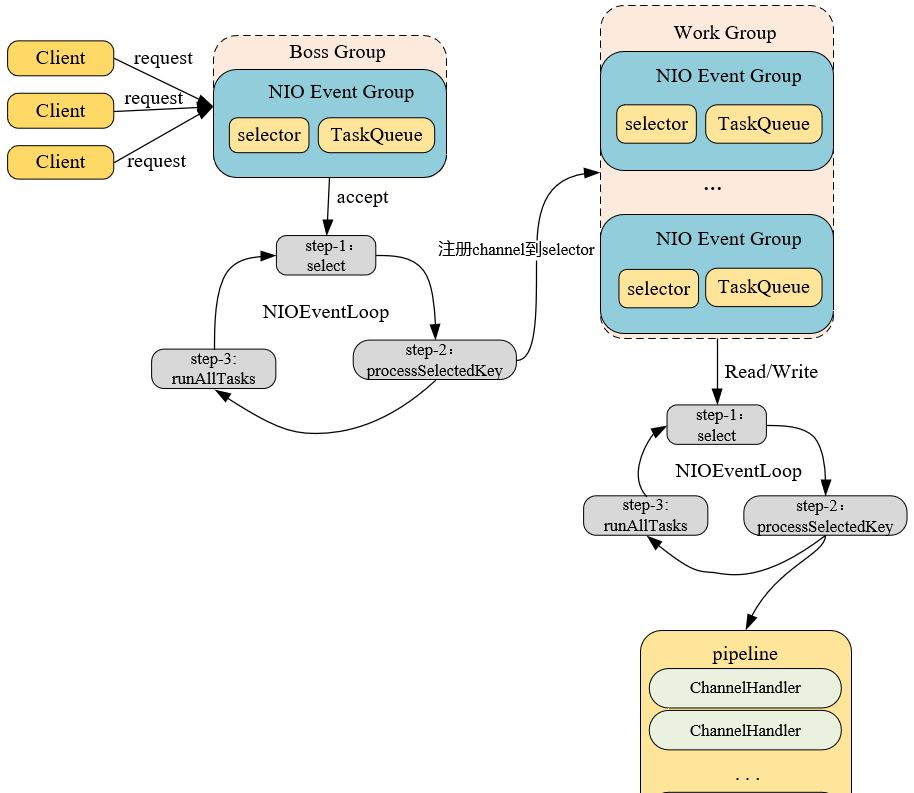 Client
request
Client
request
Client
request
Boss Group
NIO Event Group
selector
TaskQueue
accept
step-1：
select
NIOEventLoop
step-3:
runAllTasks
step-2：
processSelectedKey
注册channel到selector
Work Group
NIO Event Group
selector
TaskQueue
...
NIO Event Group
selector
TaskQueue
Read/Write
step-1：
select
NIOEventLoop
step-3:
runAllTasks
step-2：
processSelectedKey
pipeline
ChannelHandler
ChannelHandler
. . .